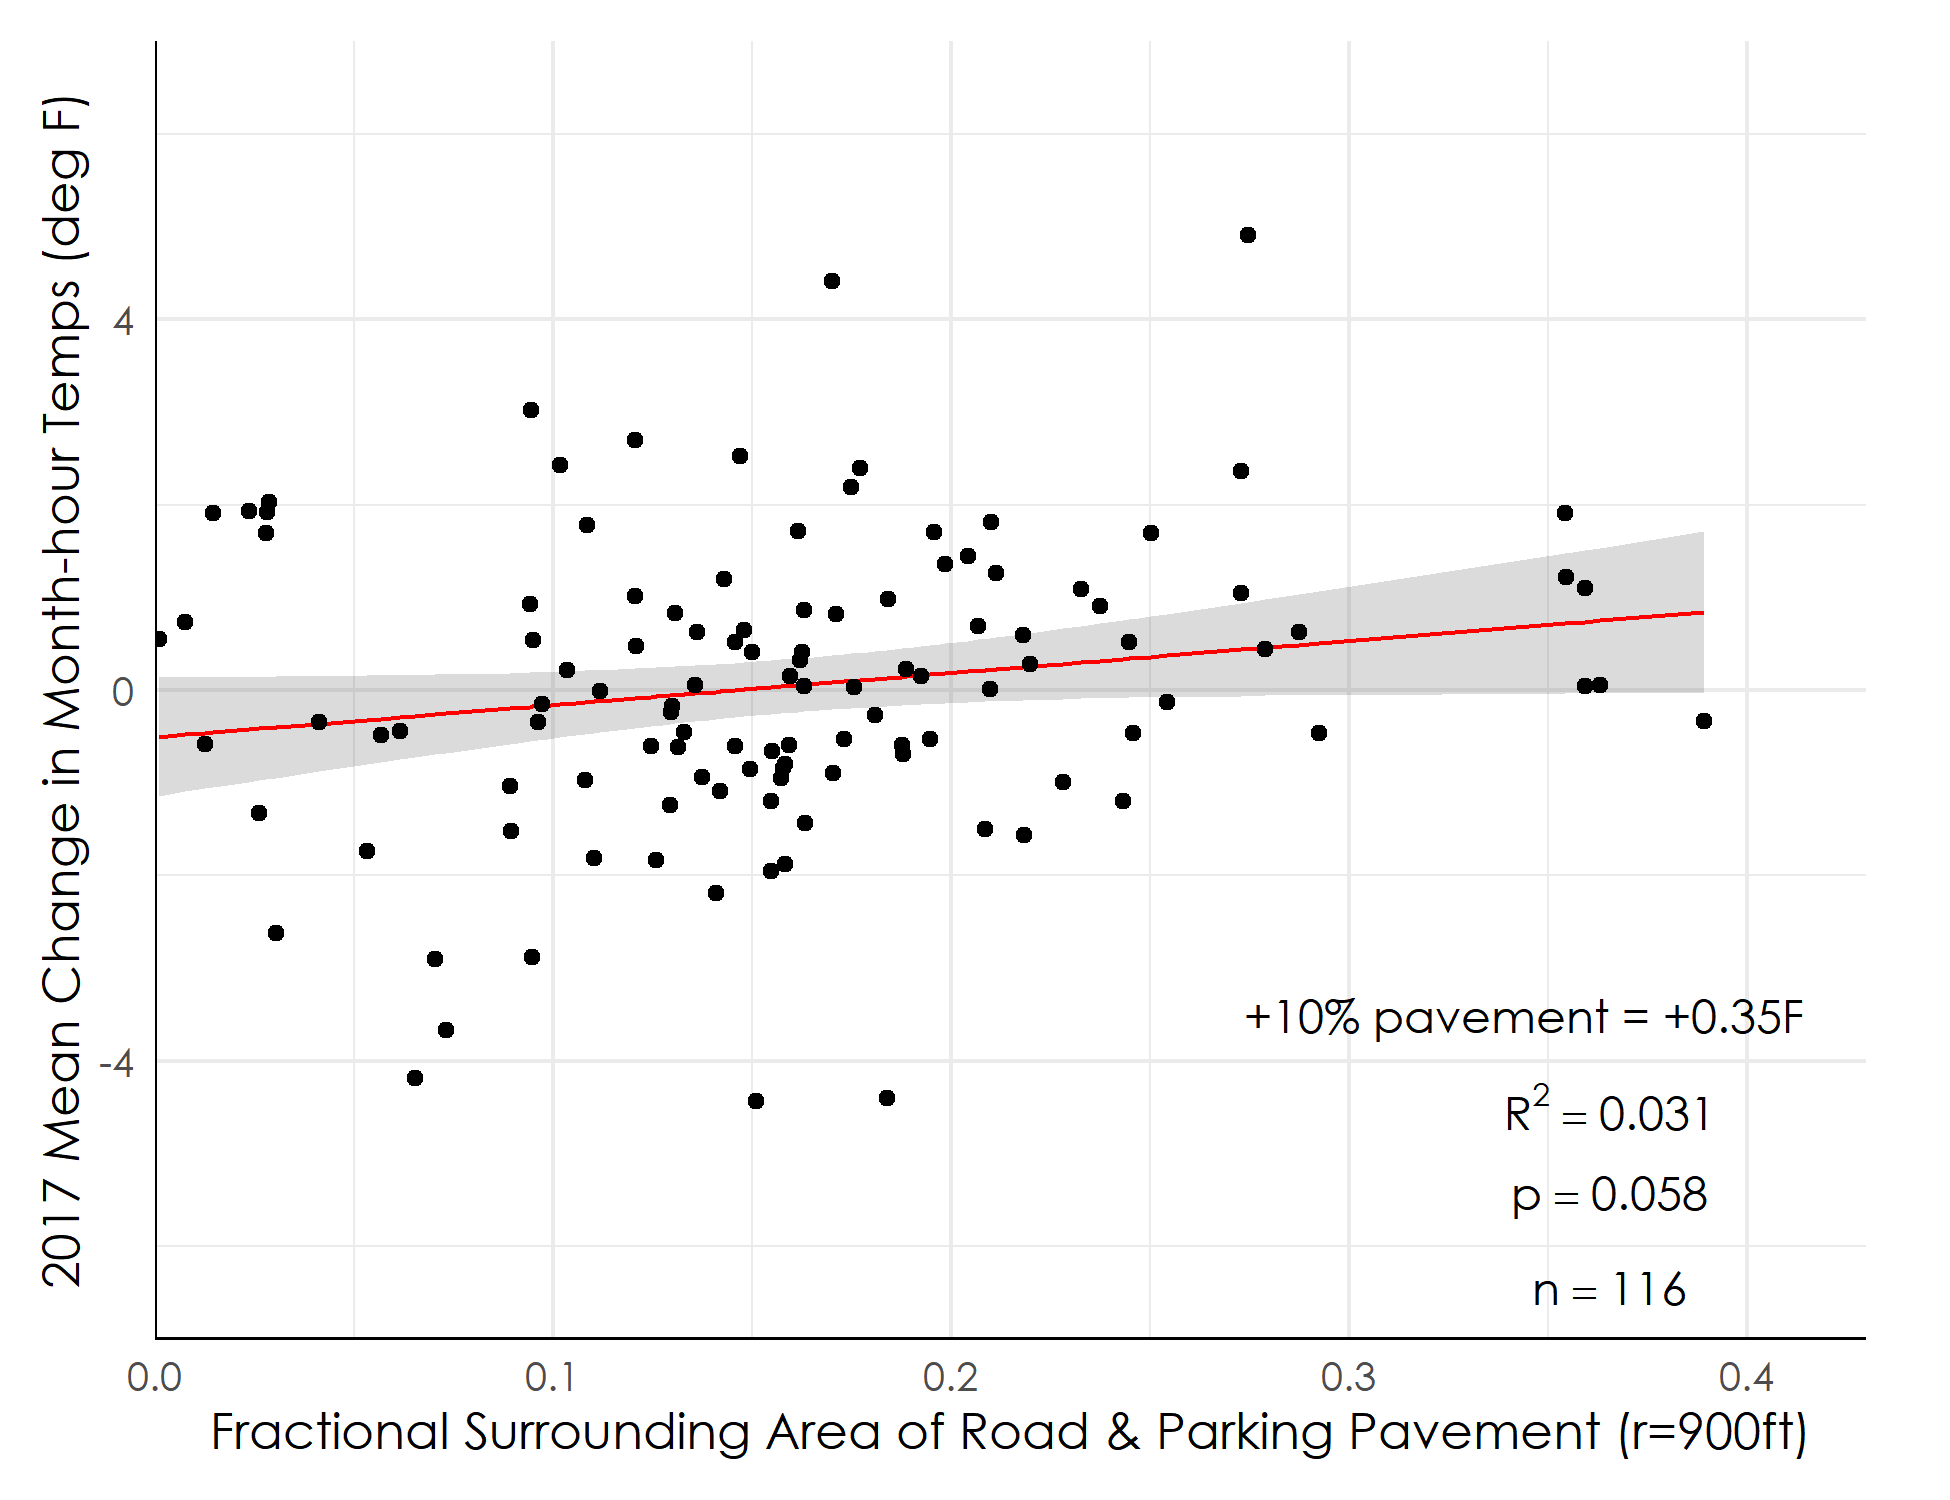 2017 Mean Change in Month-hour Temps (deg F)
4
0
-4
+10% pavement = +0.35F
R² = 0.031
p = 0.058
n = 116
0.0 0.1 0.2 0.3 0.4
Fractional Surrounding Area of Road & Parking Pavement (r=900ft)